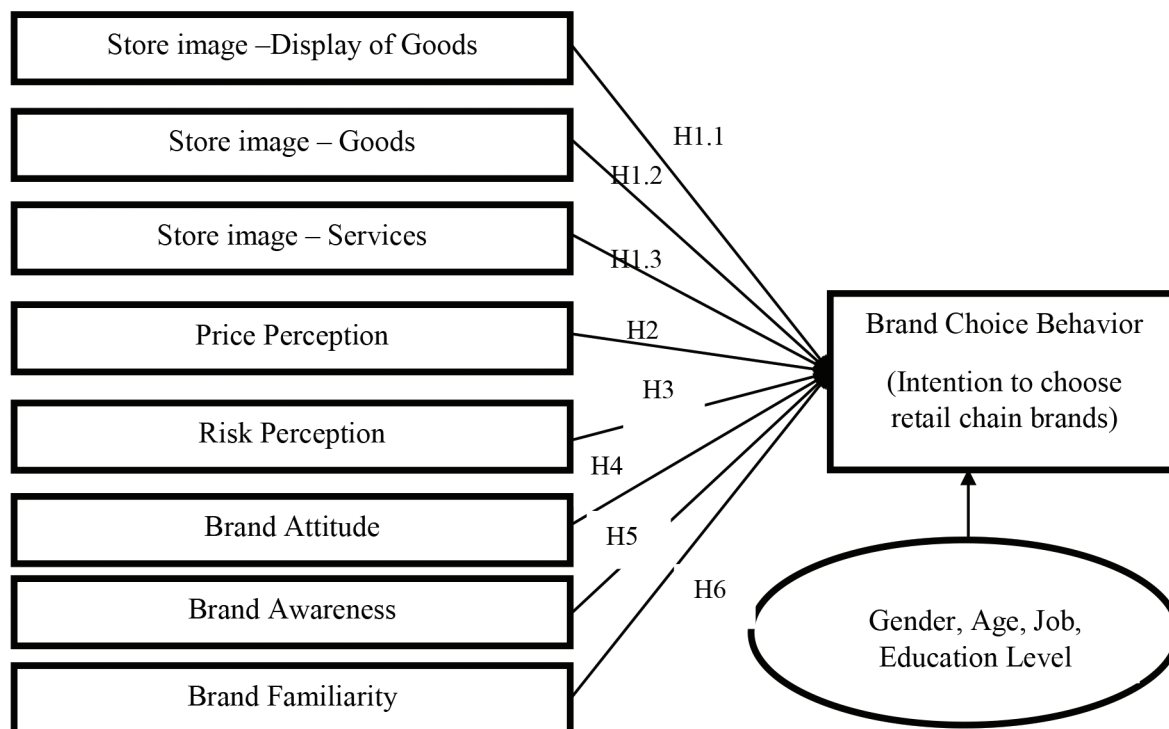 Store image –Display of Goods
Store image – Goods
Store image – Services
Price Perception
Risk Perception
Brand Attitude
Brand Awareness
Brand Familiarity
H1.1
H1.2
H1.3
H2
H3
H4
H5
H6
Brand Choice Behavior
(Intention to choose
retail chain brands)
Gender, Age, Job,
Education Level